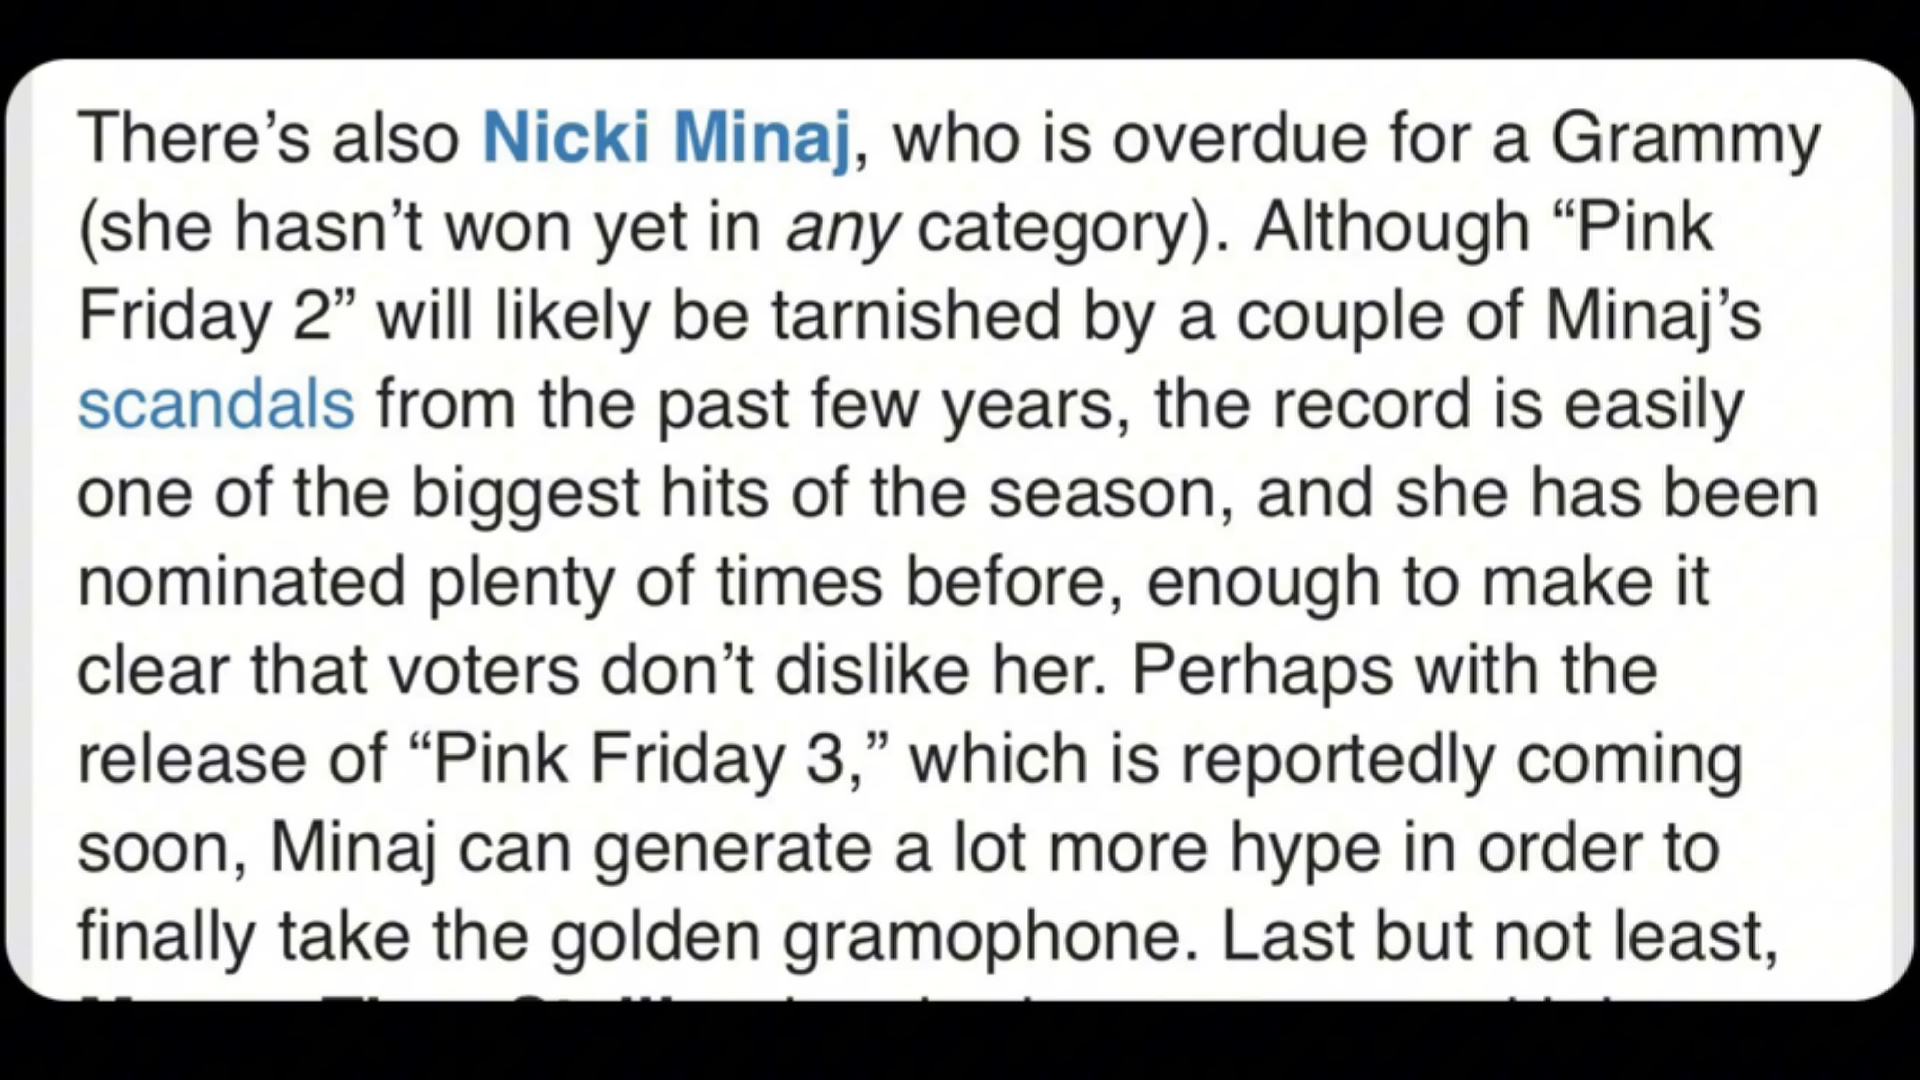 There’s also Nicki Minaj, who is overdue for a Grammy
(she hasn’t won yet in any category). Although “Pink
Friday 2” will likely be tarnished by a couple of Minaj’s
scandals from the past few years, the record is easily
one of the biggest hits of the season, and she has been
nominated plenty of times before, enough to make it
clear that voters don’t dislike her. Perhaps with the
release of “Pink Friday 3,” which is reportedly coming
soon, Minaj can generate a lot more hype in order to
finally take the golden gramophone. Last but not least,